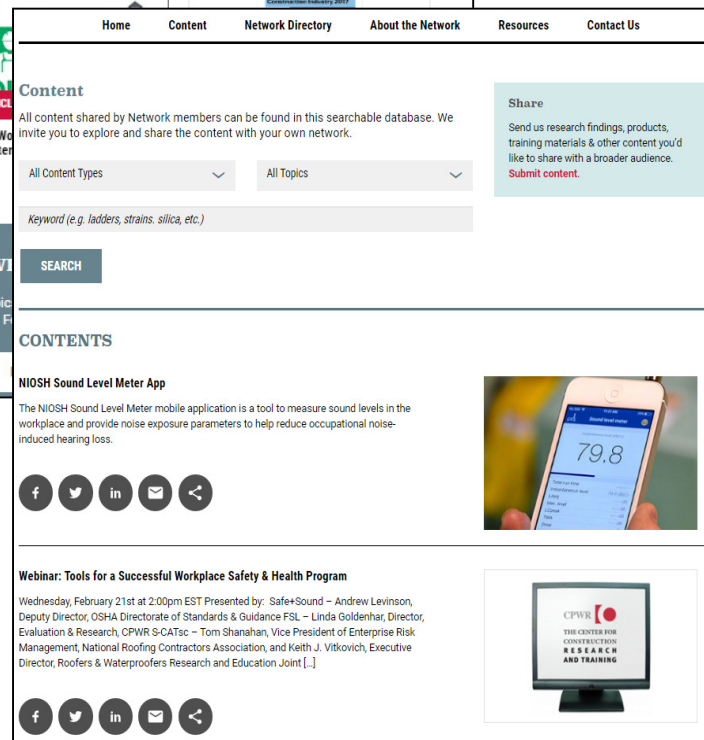 Construction Industry 2017
Home Content Network Directory About the Network Resources Contact Us
Content
All content shared by Network members can be found in this searchable database. We
invite you to explore and share the content with your own network.
All Content Types All Topics
Keyword (e.g. ladders, strains. silica, etc.)
SEARCH
Share
Send us research findings, products,
training materials & other content you'd
like to share with a broader audience.
Submit content.
CONTENTS
NIOSH Sound Level Meter App
The NIOSH Sound Level Meter mobile application is a tool to measure sound levels in the
workplace and provide noise exposure parameters to help reduce occupational noise-
induced hearing loss.
Sound level meter
79.8
Webinar: Tools for a Successful Workplace Safety & Health Program
Wednesday, February 21st at 2:00pm EST Presented by: Safe+Sound – Andrew Levinson,
Deputy Director, OSHA Directorate of Standards & Guidance FSL – Linda Goldenhar, Director,
Evaluation & Research, CPWR S-CATsc – Tom Shanahan, Vice President of Enterprise Risk
Management, National Roofing Contractors Association, and Keith J. Vitkovich, Executive
Director, Roofers & Waterproofers Research and Education Joint […]
CPWR
THE CENTER FOR
CONSTRUCTION
RESEARCH
AND TRAINING